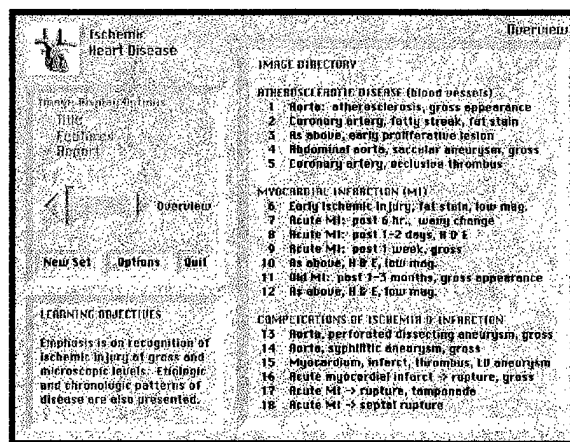 Ischemic
Heart Disease
Image Display Options
Title
Features
Report
Overview
New Set Options Quit
LEARNING OBJECTIVES
Emphasis is on recognition of
ischemic injury at gross and
microscopic levels. Etiologic
and chronologic patterns of
disease are also presented.
Overview
IMAGE DIRECTORY
ATHEROSCLEROTIC DISEASE (blood vessels)
1 Aorta: atherosclerosis, gross appearance
2 Coronary artery, fatty streak, fat stain
3 As above, early proliferative lesion
4 Abdominal aorta, saccular aneurysm, gross
5 Coronary artery, occlusive thrombus
MYOCARDIAL INFARCTION (MI)
6 Early ischemic injury, fat stain, low mag.
7 Acute MI: post 6 hr., wavy change
8 Acute MI: post 1-2 days, H & E
9 Acute MI: post 1 week, gross
10 As above, H & E, low mag.
11 Old MI: post 1-3 months, gross appearance
12 As above, H & E, low mag.
COMPLICATIONS OF ISCHEMIA & INFARCTION
13 Aorta, perforated dissecting aneurysm, gross
14 Aorta, syphilitic aneurysm, gross
15 Myocardium, infarct, thrombus, LV aneurysm
16 Acute myocardial infarct -> rupture, gross
17 Acute MI -> rupture, tamponade
18 Acute MI -> septal rupture